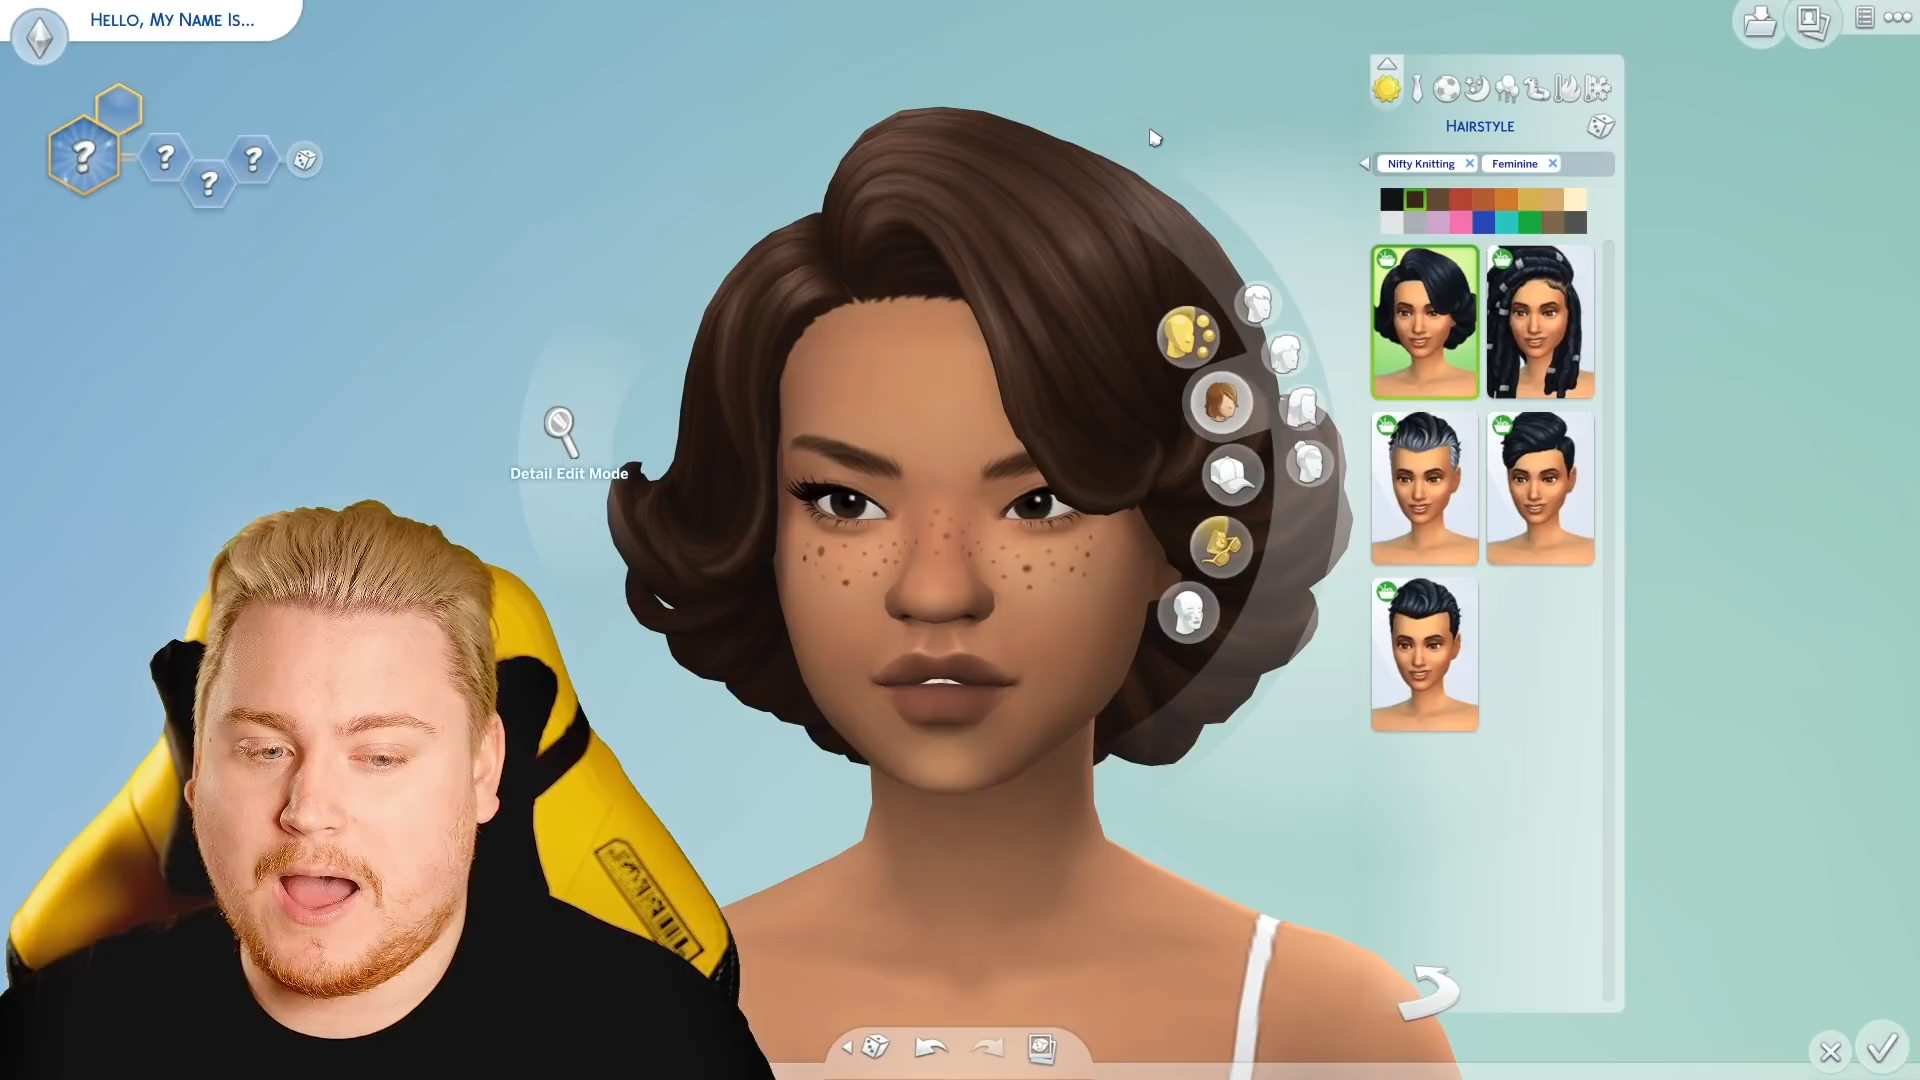 Hello, My Name Is...
Hairstyle
Nifty Knitting
Feminine
Detail Edit Mode